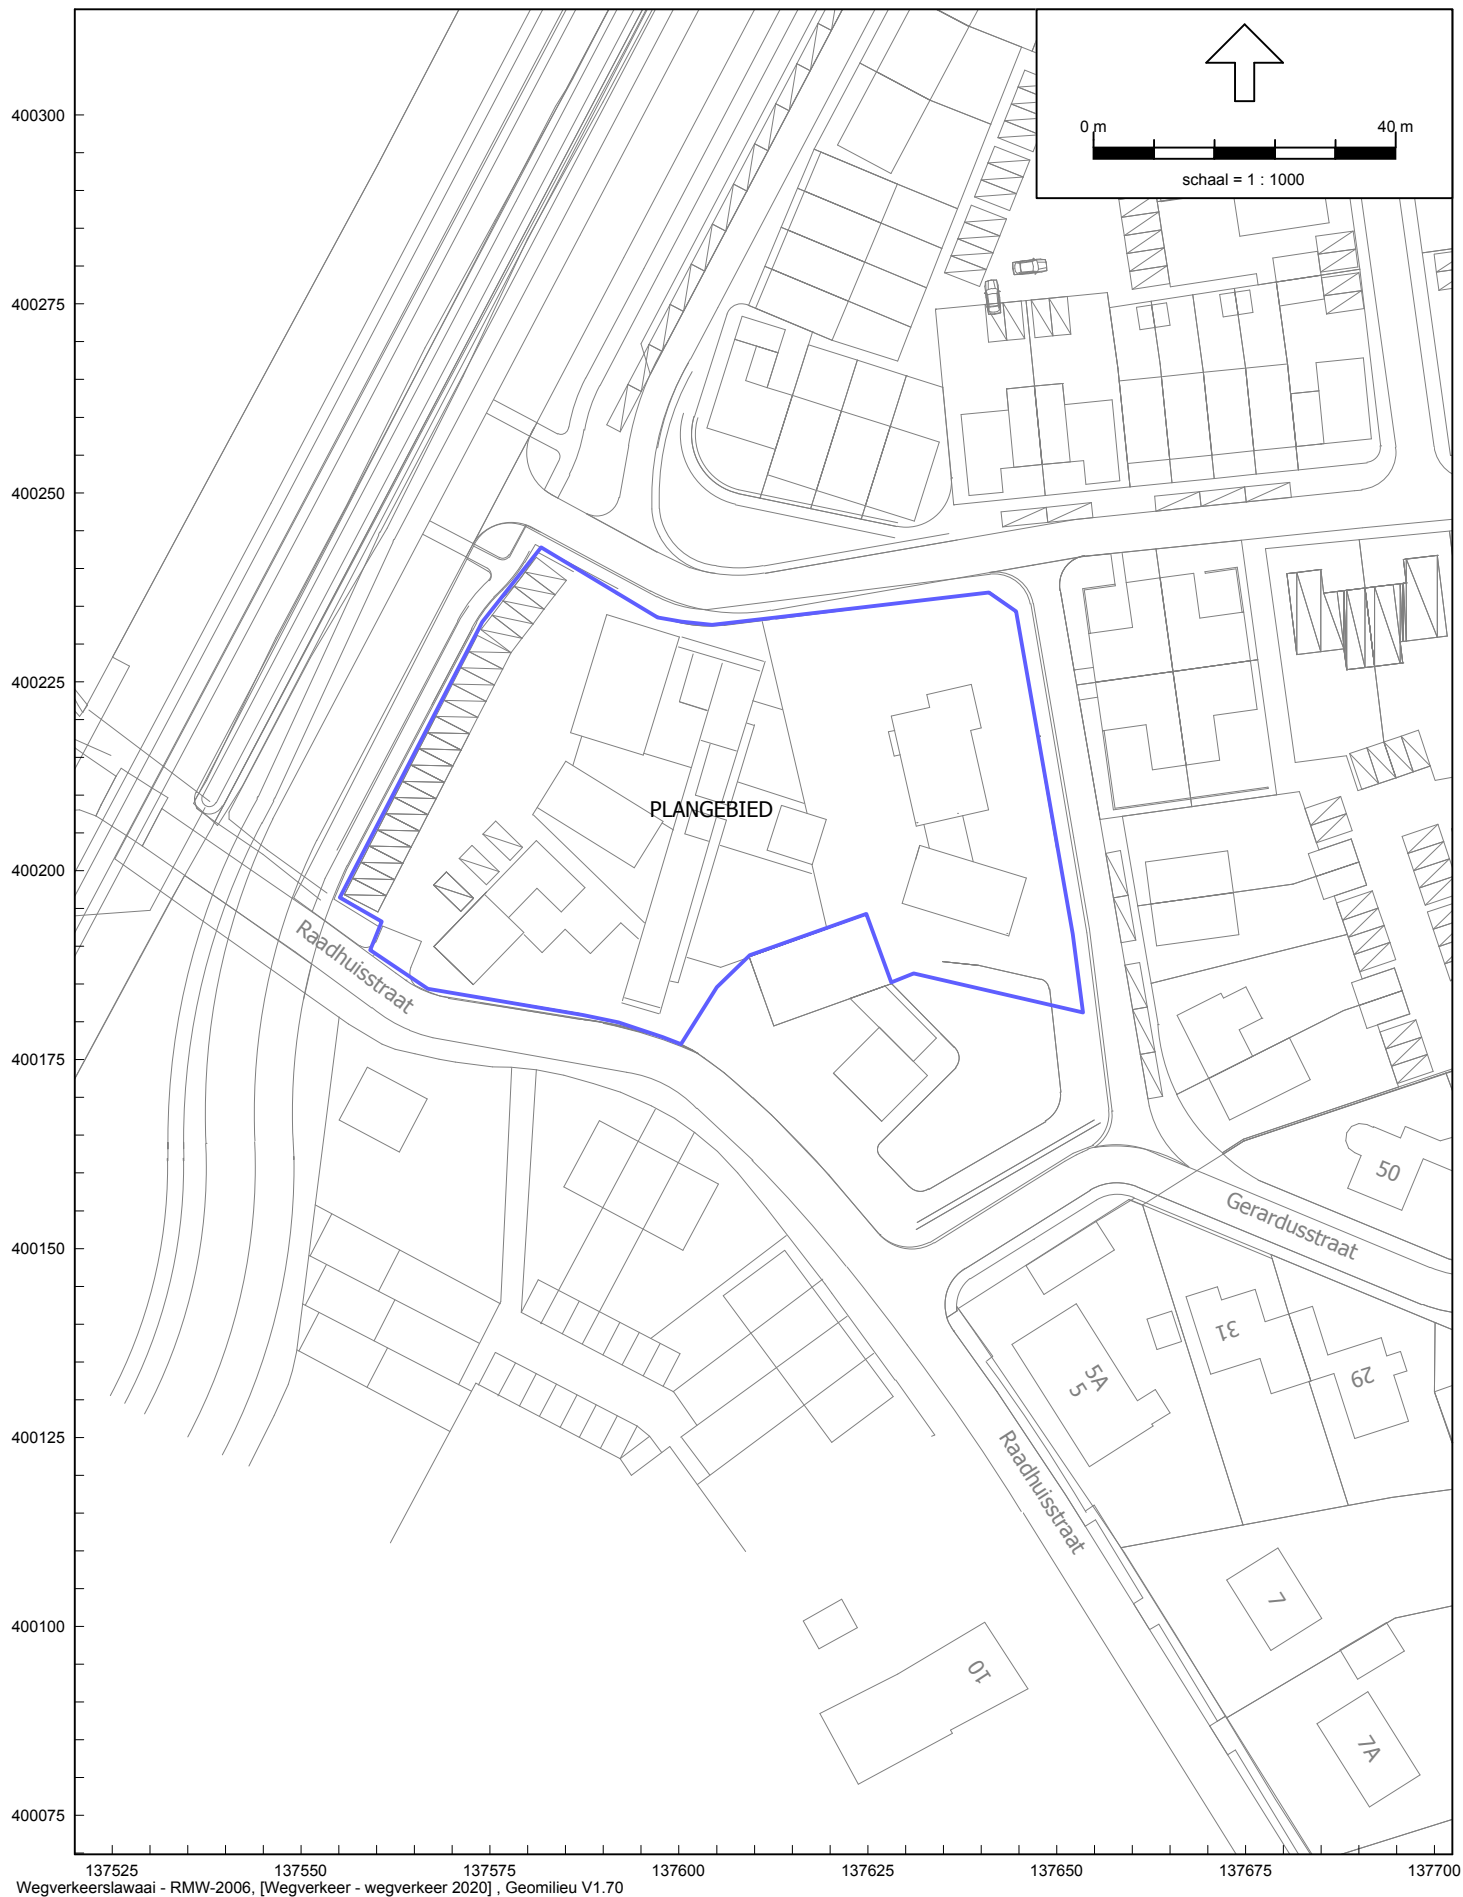 0 m
40 m
schaal = 1 : 1000
400300
400275
400250
400225
400200
400175
400150
400125
400100
400075
PLANGEBIED
Raadhuisstraat
Gerardusstraat
50
31
29
5A
5
Raadhuisstraat
7
10
7A
137525
137550
137575
137600
137625
137650
137675
137700
Wegverkeerslawaai - RMW-2006, [Wegverkeer - wegverkeer 2020] , Geomilieu V1.70